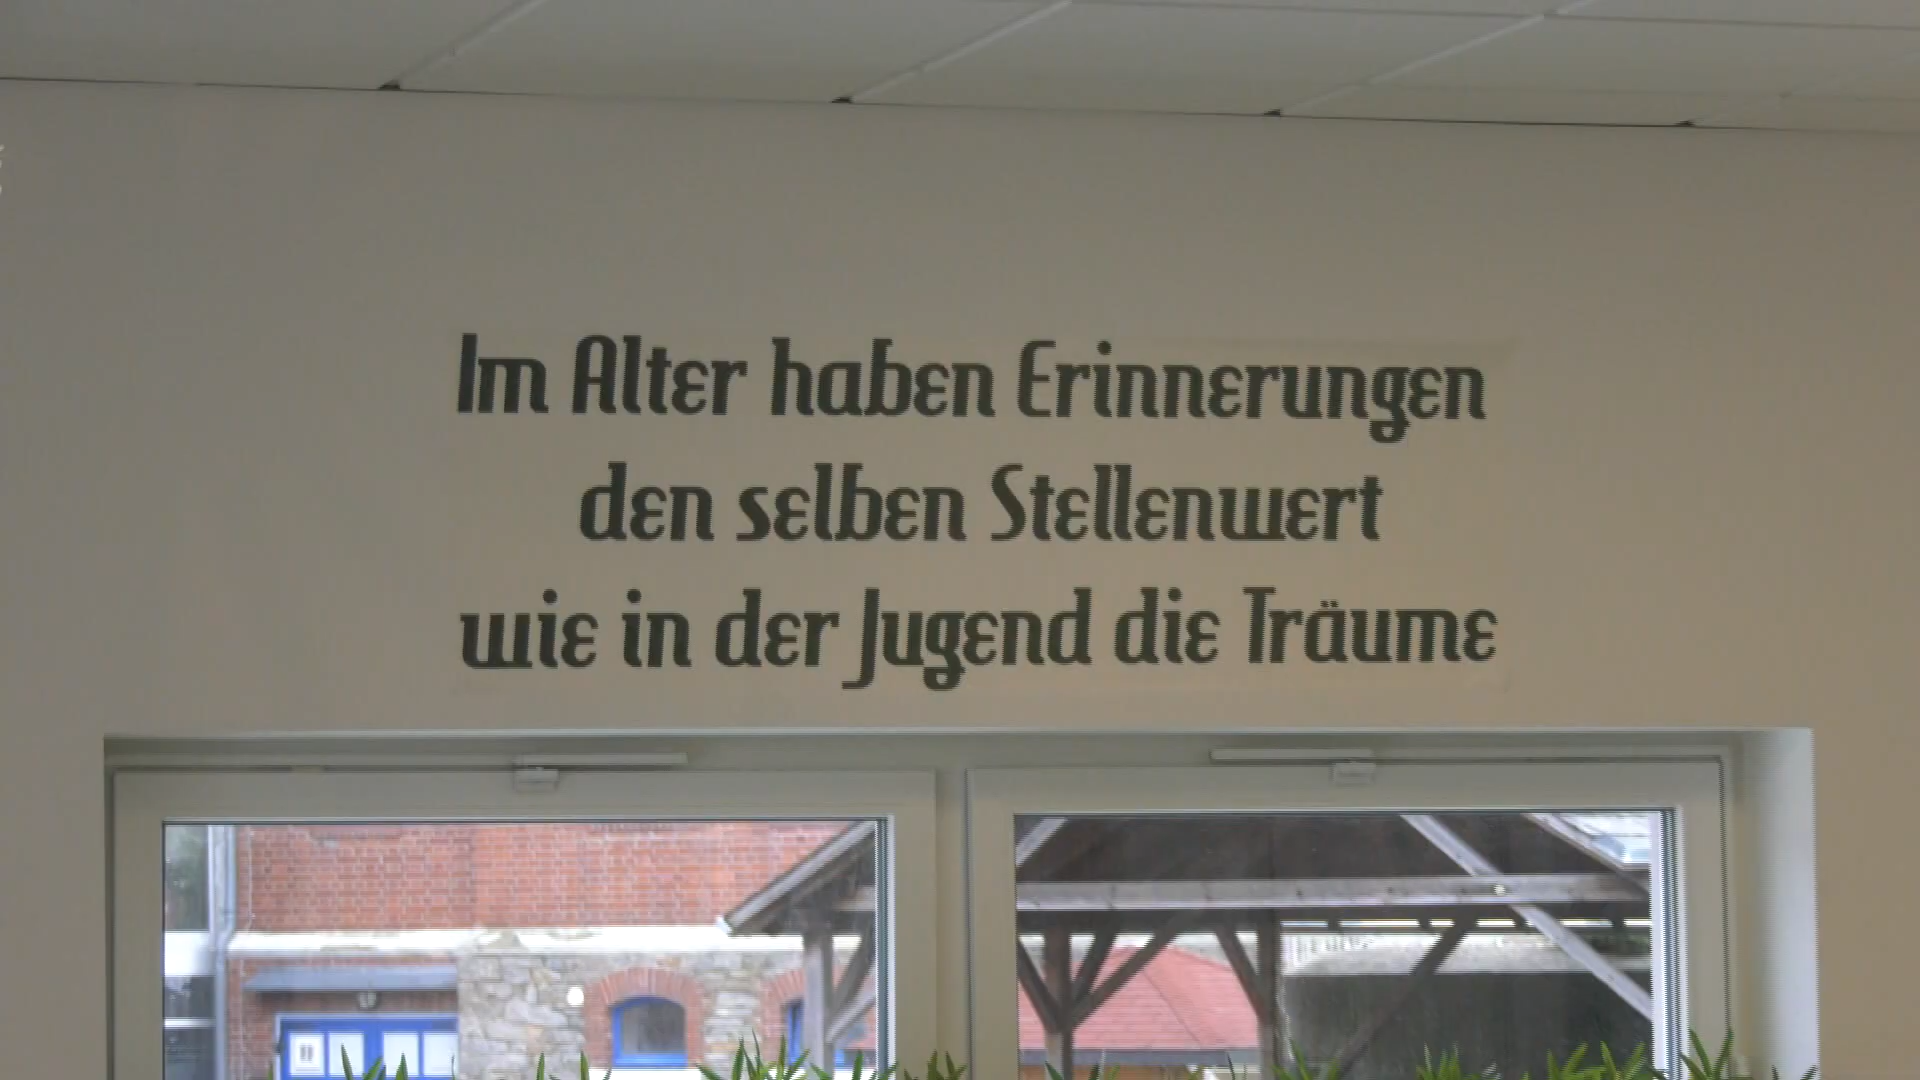 Im Alter haben Erinnerungen
den selben Stellenwert
wie in der Jugend die Träume